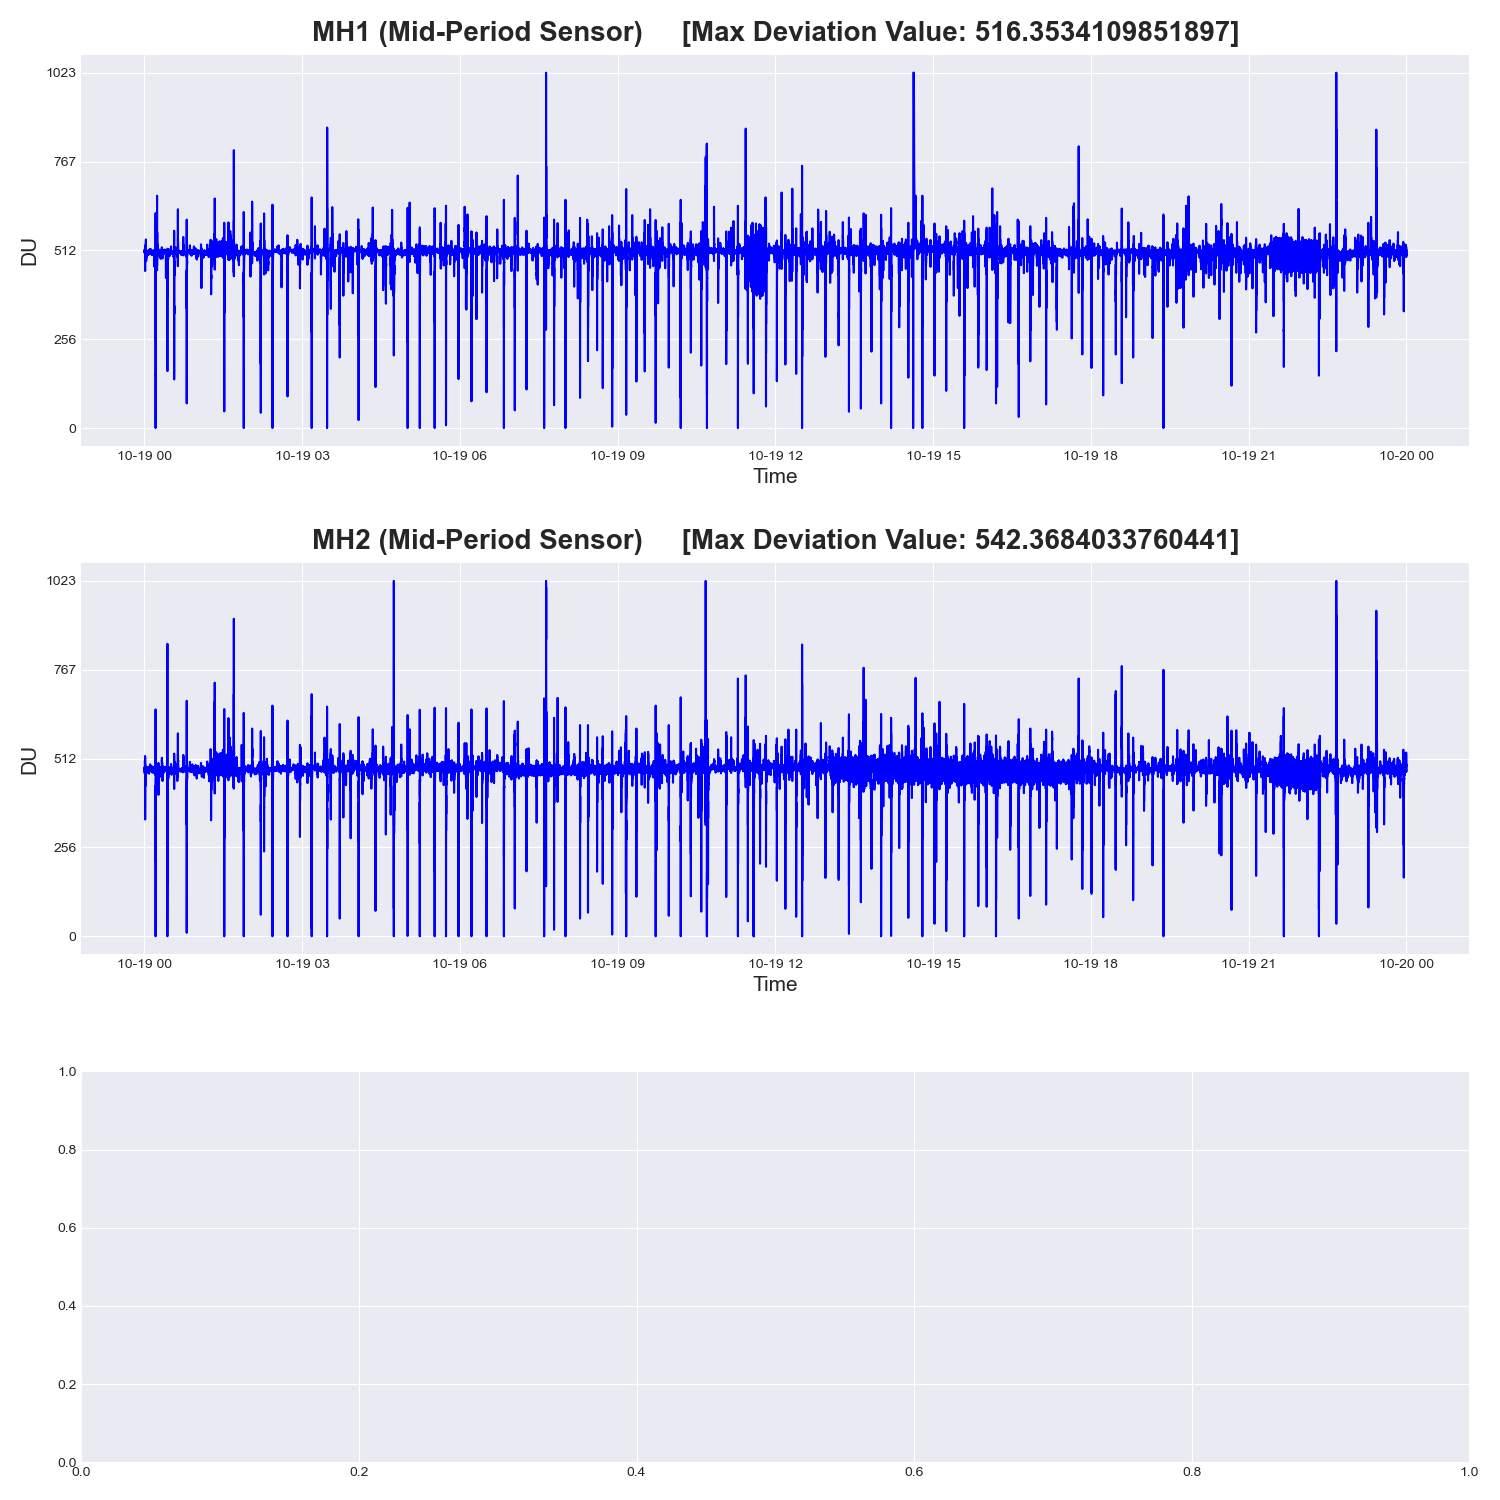 MH1 (Mid-Period Sensor) [Max Deviation Value: 516.3534109851897]
1023
767
512
256
0
DU
10-19 00 10-19 03 10-19 06 10-19 09 10-19 12 10-19 15 10-19 18 10-19 21 10-20 00
Time
MH2 (Mid-Period Sensor) [Max Deviation Value: 542.3684033760441]
1023
767
512
256
0
DU
10-19 00 10-19 03 10-19 06 10-19 09 10-19 12 10-19 15 10-19 18 10-19 21 10-20 00
Time
1.0
0.8
0.6
0.4
0.2
0.0
0.0 0.2 0.4 0.6 0.8 1.0